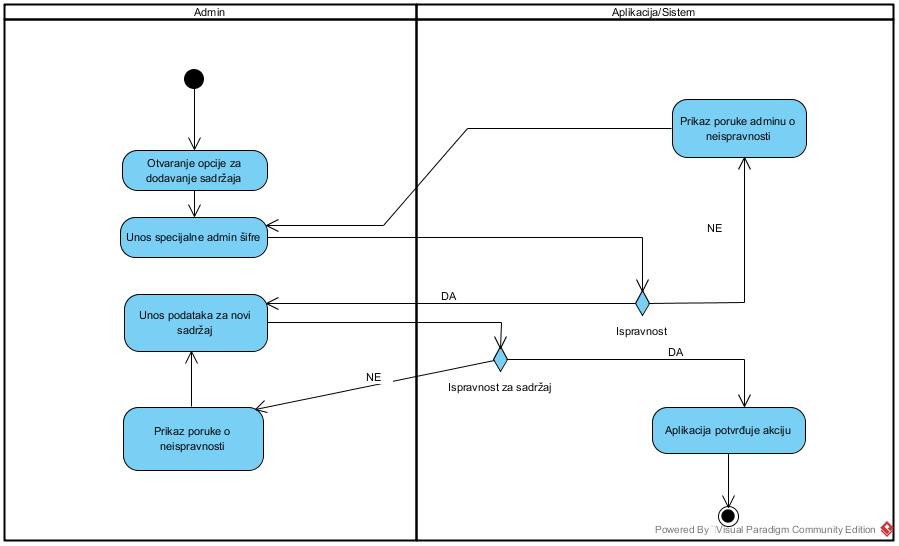 Admin
Aplikacija/Sistem
Prikaz poruke adminu o
neispravnosti
Otvaranje opcije za
dodavanje sadržaja
Unos specijalne admin šifre
NE
DA
Unos podataka za novi
sadržaj
Ispravnost
DA
NE
Ispravnost za sadržaj
Prikaz poruke o
neispravnosti
Aplikacija potvrđuje akciju
Powered By Visual Paradigm Community Edition